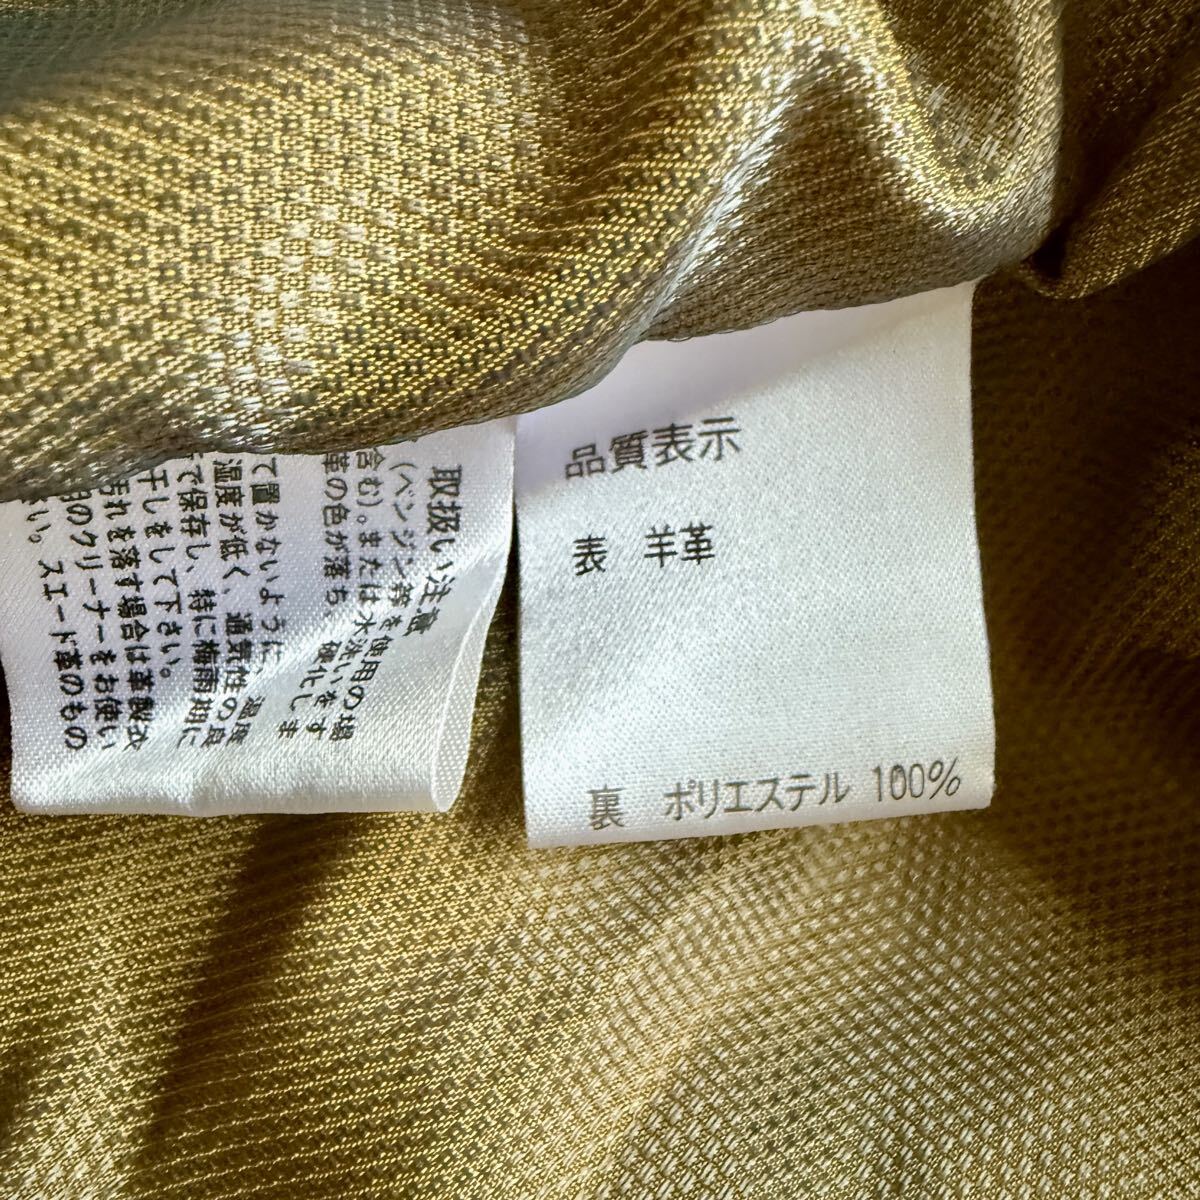 取扱い注意
(ベンジン等を使用の場
含む)。または水洗いをす
革の色が落ち、硬化しま
て置かないように、温度
温度が低く、通気性の良
で保存し、特に梅雨期に
干しをして下さい。
汚れを落す場合は革製衣
のクリーナーをお使い
い。スエード革のもの
品質表示
表 羊革
裏 ポリエステル 100%